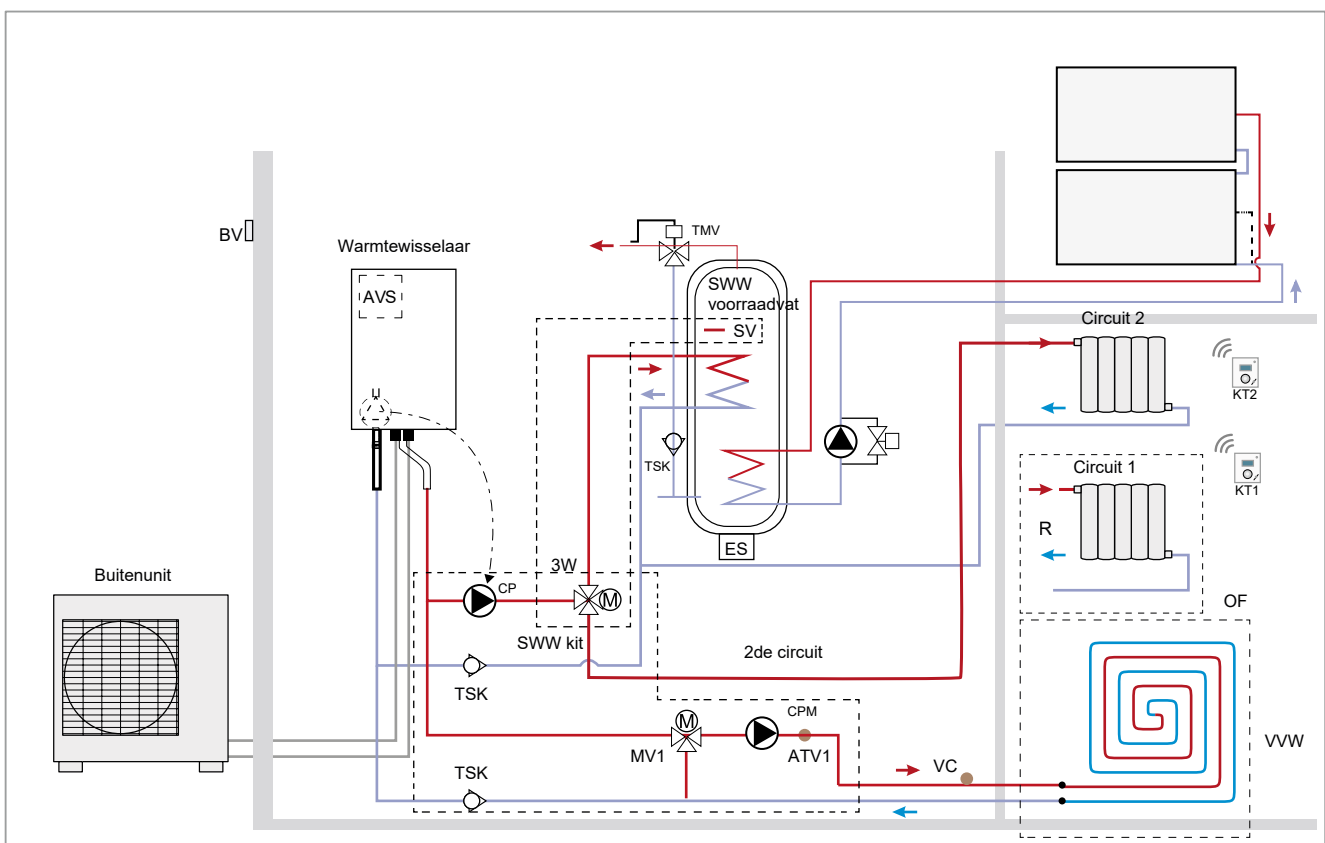 BV
Warmtewisselaar
AVS
TMV
SWW
voorraadvat
SV
Circuit 2
KT2
TSK
Circuit 1
KT1
R
ES
Buitenunit
3W
CP
M
SWW kit
OF
2de circuit
TSK
CPM
M
MV1
ATV1
VVW
VC
TSK